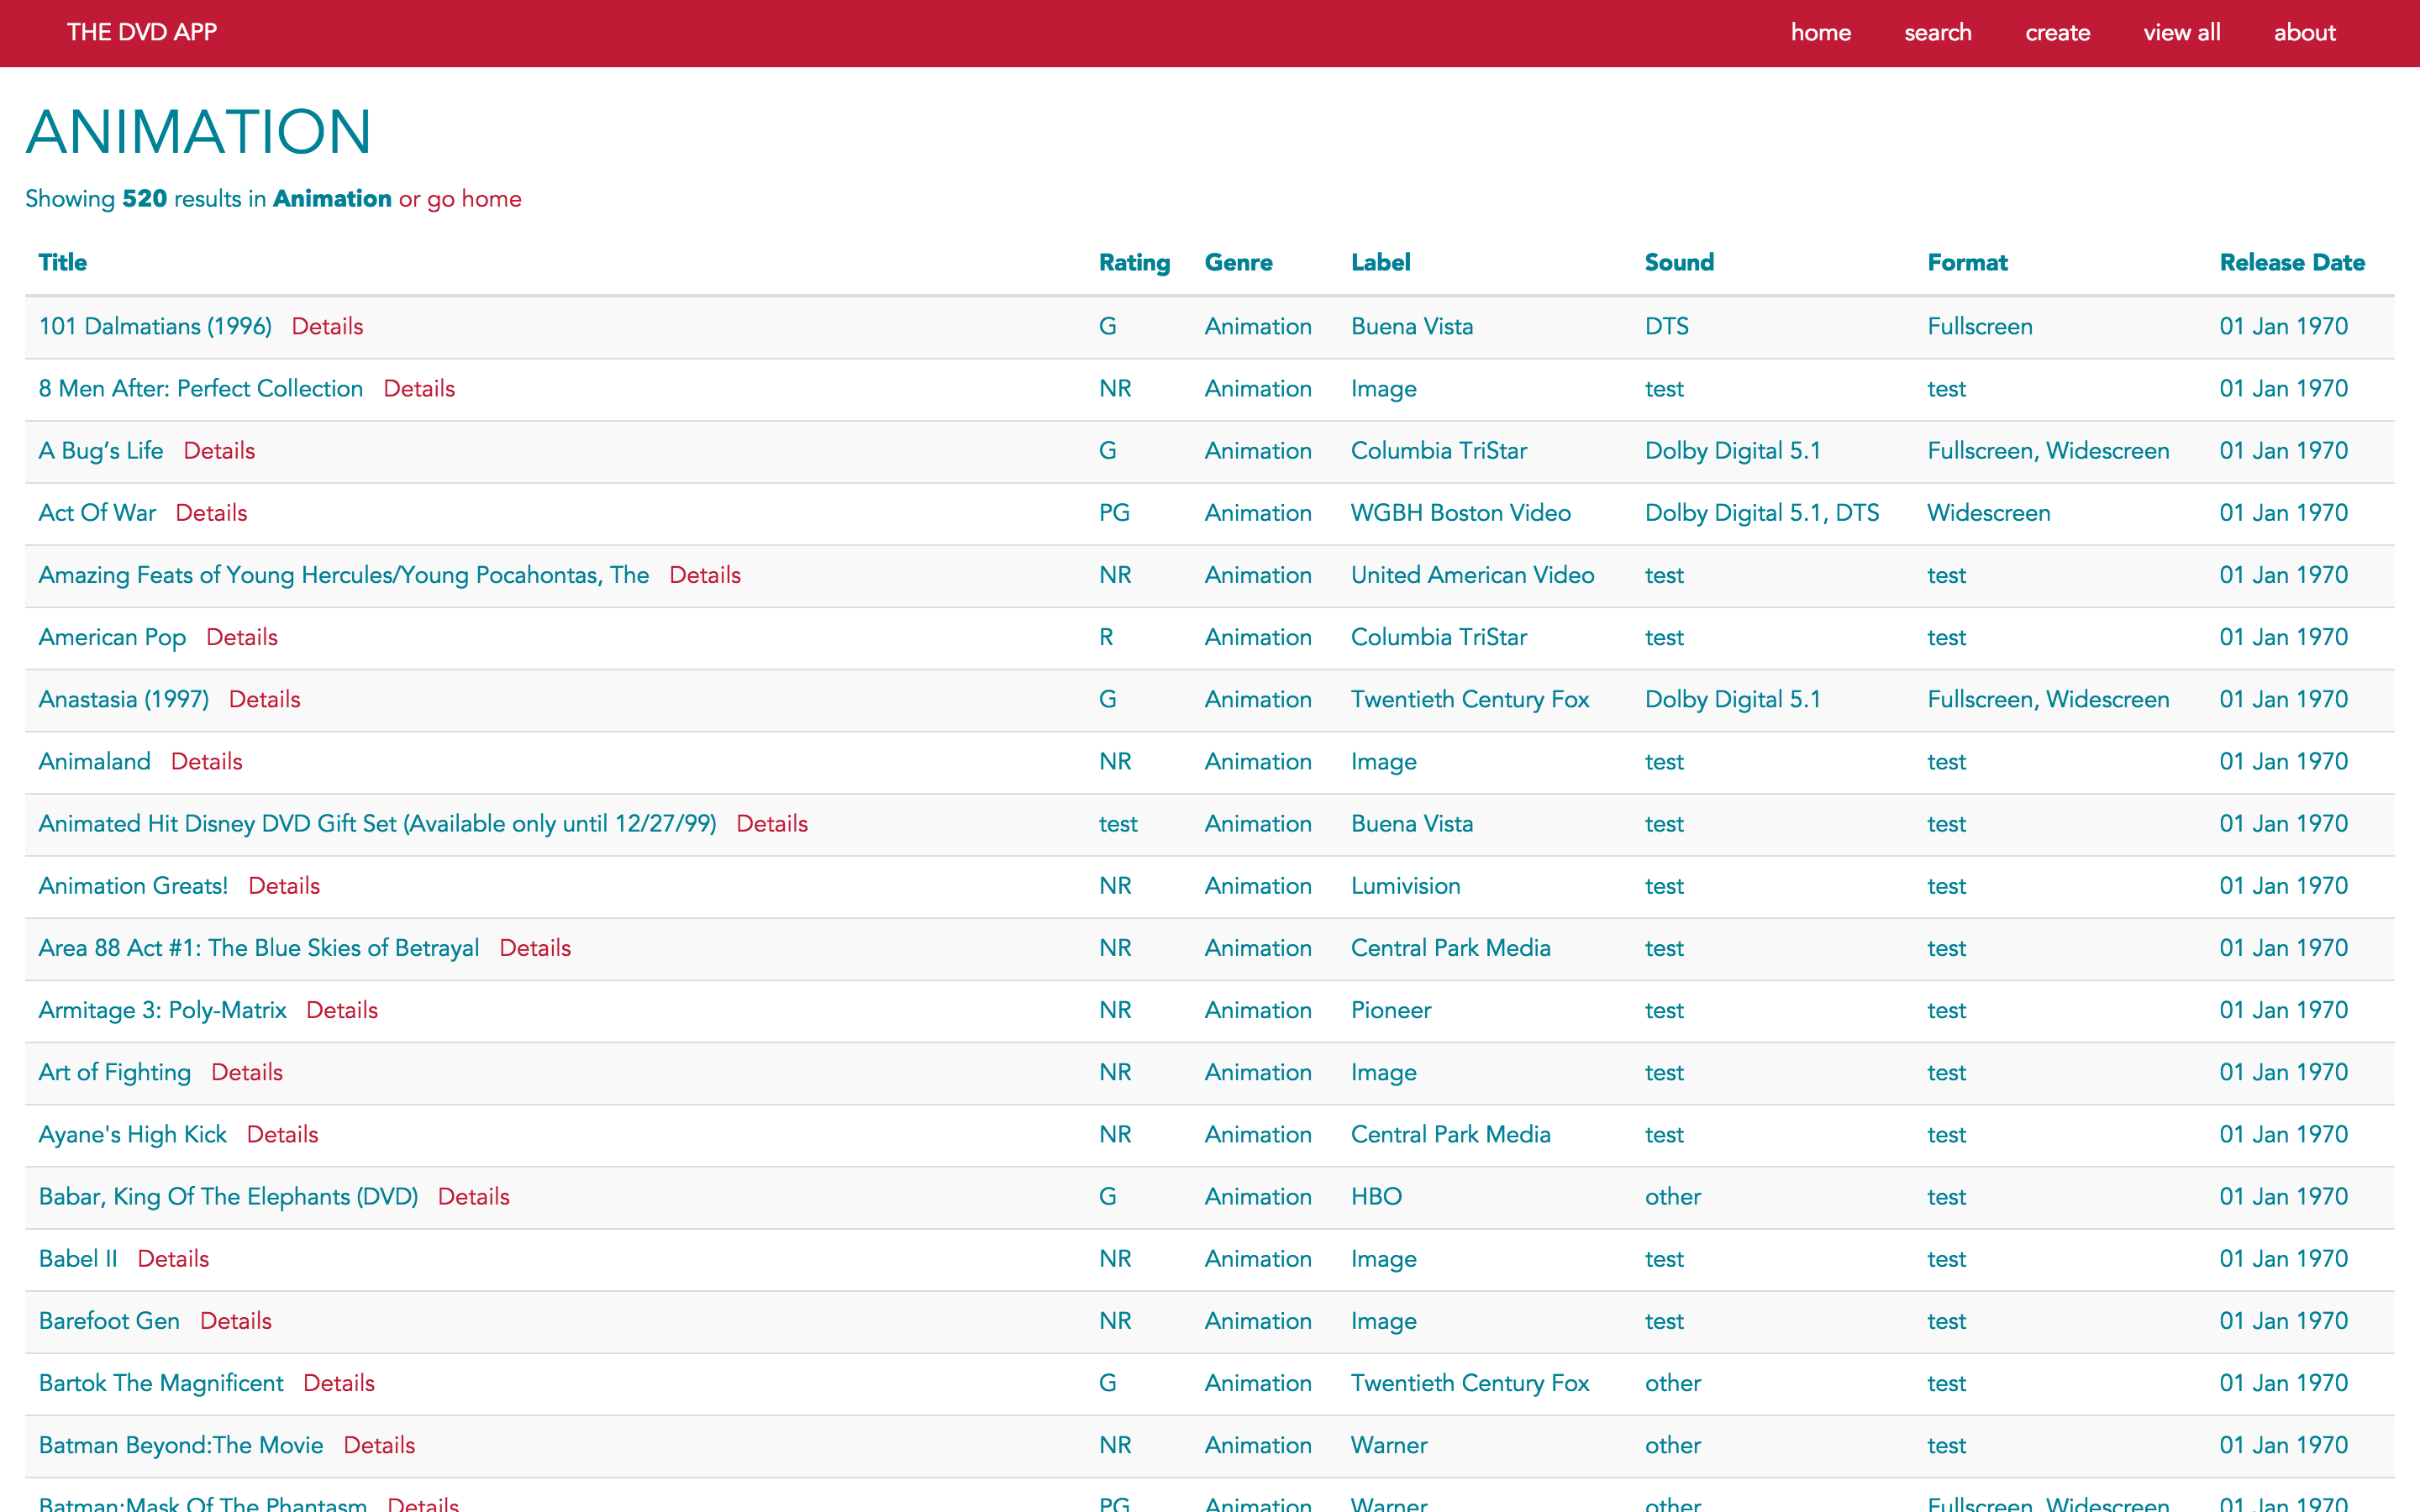 THE DVD APP home search create view all about
ANIMATION
Showing 520 results in Animation or go home
Title Rating Genre Label Sound Format Release Date
101 Dalmatians (1996) Details G Animation Buena Vista DTS Fullscreen 01 Jan 1970
8 Men After: Perfect Collection Details NR Animation Image test test 01 Jan 1970
A Bug’s Life Details G Animation Columbia TriStar Dolby Digital 5.1 Fullscreen, Widescreen 01 Jan 1970
Act Of War Details PG Animation WGBH Boston Video Dolby Digital 5.1, DTS Widescreen 01 Jan 1970
Amazing Feats of Young Hercules/Young Pocahontas, The Details NR Animation United American Video test test 01 Jan 1970
American Pop Details R Animation Columbia TriStar test test 01 Jan 1970
Anastasia (1997) Details G Animation Twentieth Century Fox Dolby Digital 5.1 Fullscreen, Widescreen 01 Jan 1970
Animaland Details NR Animation Image test test 01 Jan 1970
Animated Hit Disney DVD Gift Set (Available only until 12/27/99) Details test Animation Buena Vista test test 01 Jan 1970
Animation Greats! Details NR Animation Lumivision test test 01 Jan 1970
Area 88 Act #1: The Blue Skies of Betrayal Details NR Animation Central Park Media test test 01 Jan 1970
Armitage 3: Poly-Matrix Details NR Animation Pioneer test test 01 Jan 1970
Art of Fighting Details NR Animation Image test test 01 Jan 1970
Ayane's High Kick Details NR Animation Central Park Media test test 01 Jan 1970
Babar, King Of The Elephants (DVD) Details G Animation HBO other test 01 Jan 1970
Babel II Details NR Animation Image test test 01 Jan 1970
Barefoot Gen Details NR Animation Image test test 01 Jan 1970
Bartok The Magnificent Details G Animation Twentieth Century Fox other test 01 Jan 1970
Batman Beyond:The Movie Details NR Animation Warner other test 01 Jan 1970
Batman:Mask Of The Phantasm Details PG Animation Warner other Fullscreen, Widescreen 01 Jan 1970